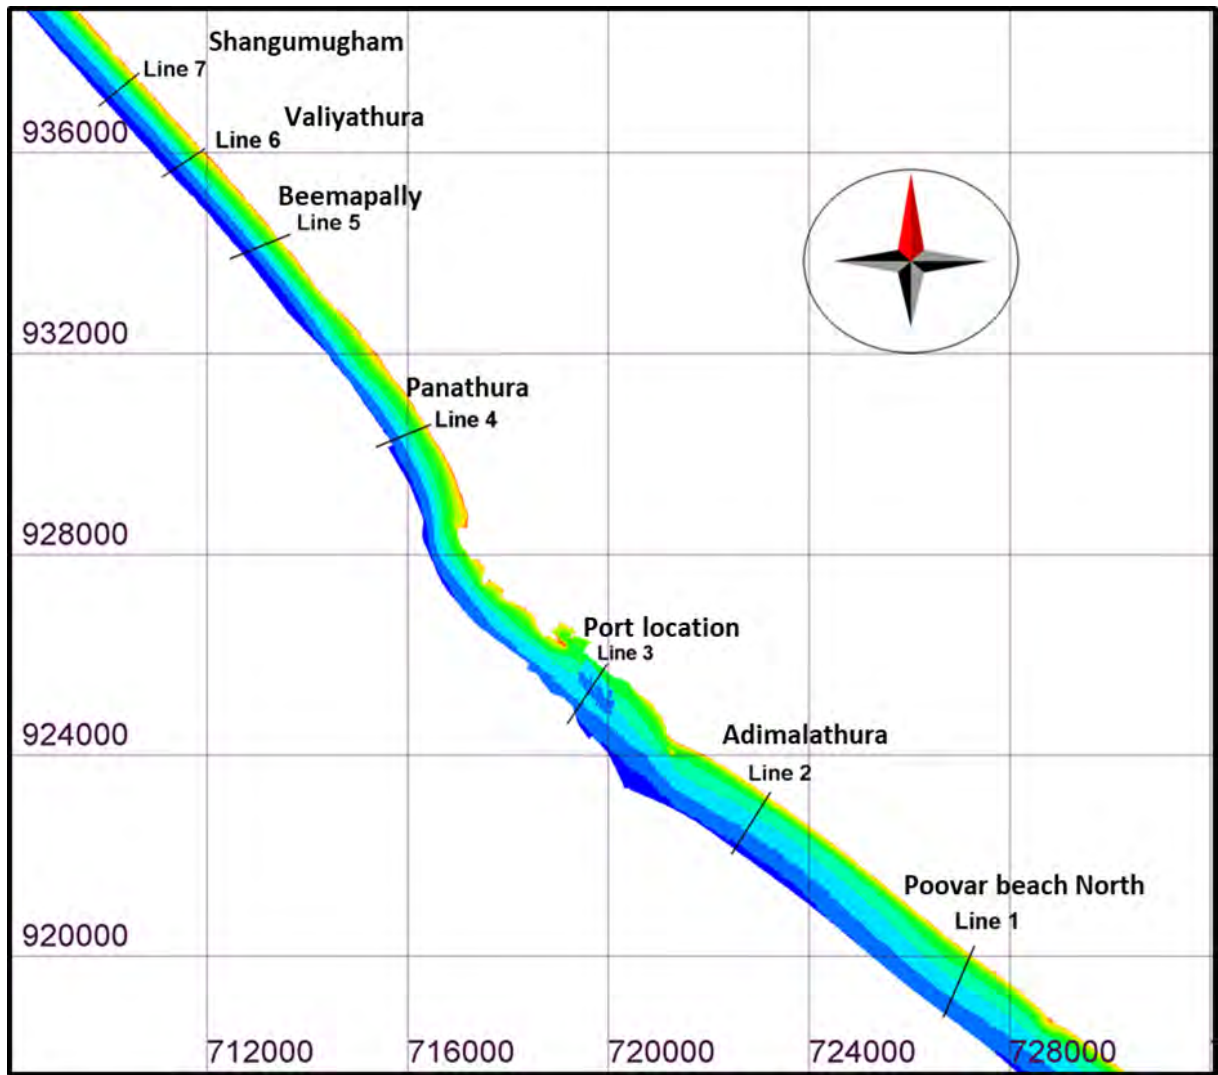 Shangumugham
Line 7
Valiyathura
936000
Line 6
Beemapally
Line 5
932000
Panathura
Line 4
928000
Port location
Line 3
924000
Adimalathura
Line 2
Poovar beach North
Line 1
920000
712000
716000
720000
724000
728000